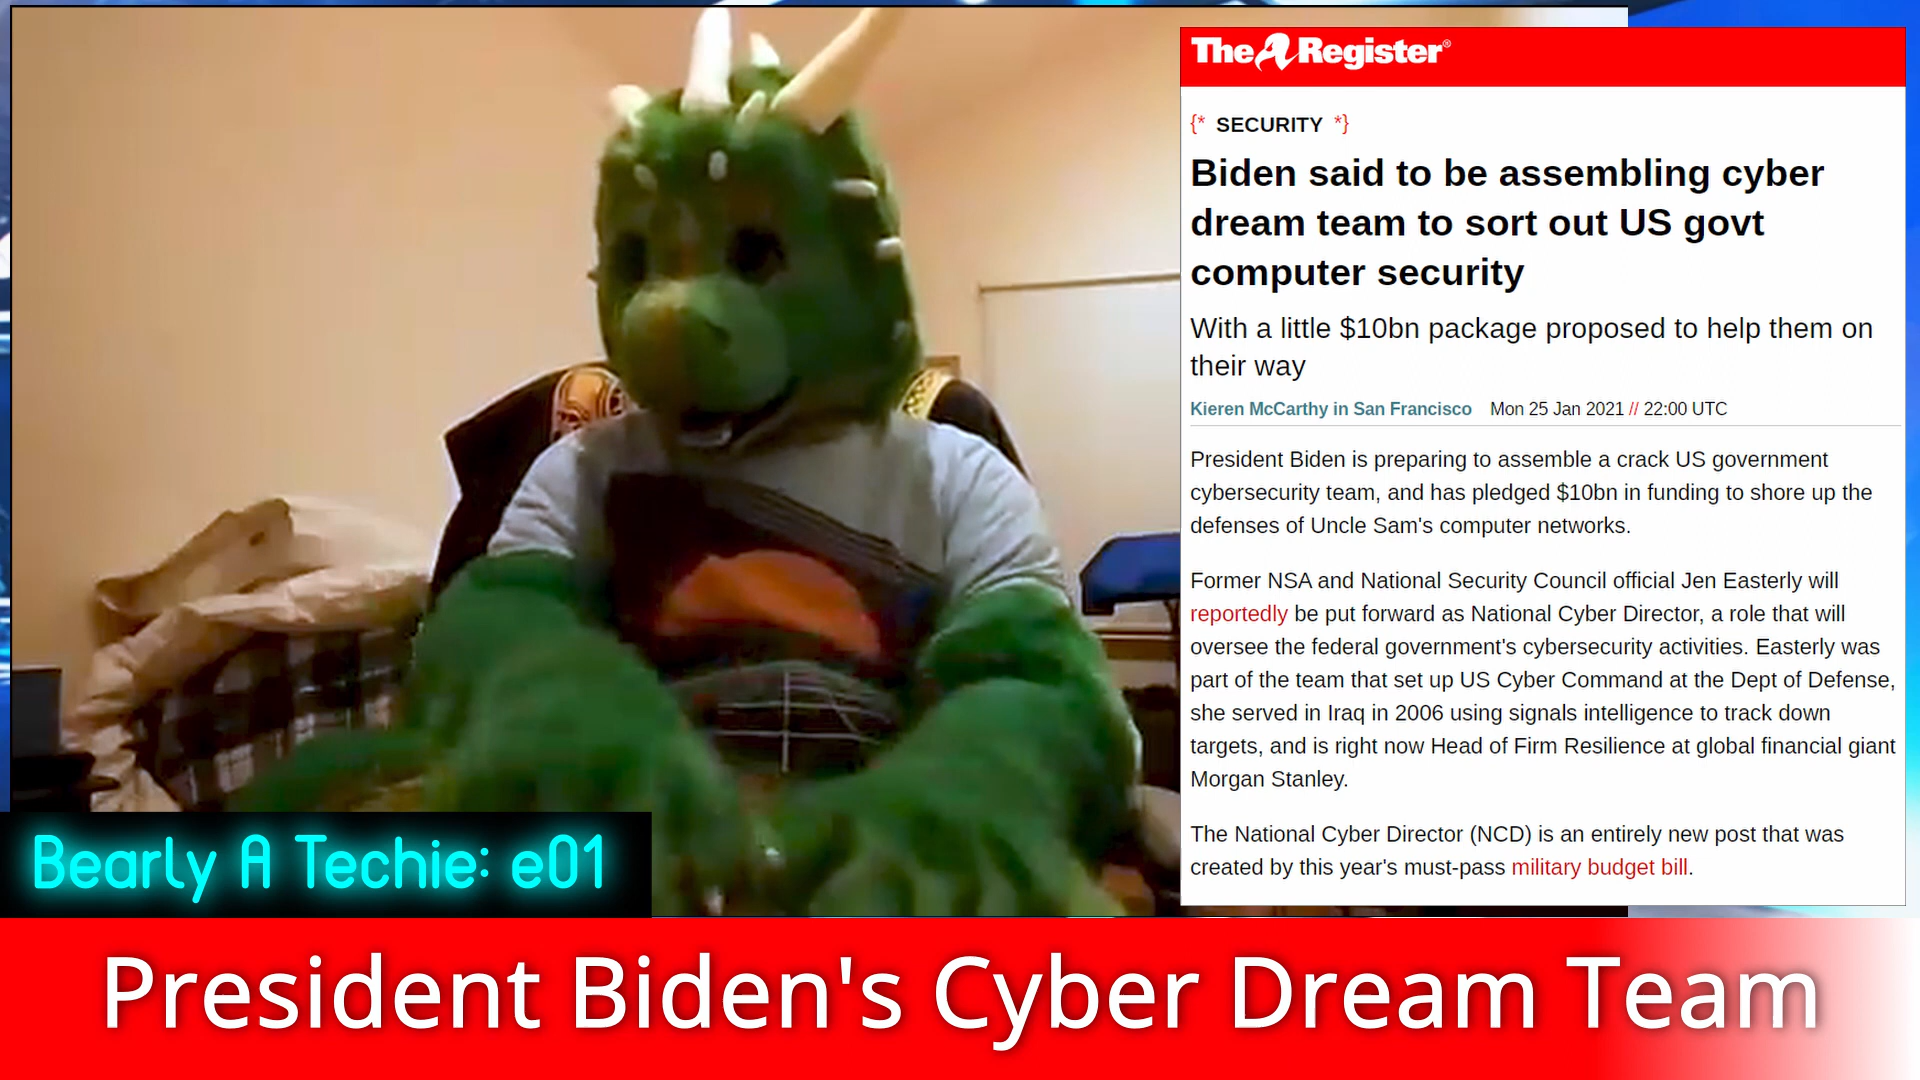 The Register®
{* SECURITY *}
Biden said to be assembling cyber
dream team to sort out US govt
computer security
With a little $10bn package proposed to help them on
their way
Kieren McCarthy in San Francisco Mon 25 Jan 2021 // 22:00 UTC
President Biden is preparing to assemble a crack US government
cybersecurity team, and has pledged $10bn in funding to shore up the
defenses of Uncle Sam's computer networks.
Former NSA and National Security Council official Jen Easterly will
reportedly be put forward as National Cyber Director, a role that will
oversee the federal government's cybersecurity activities. Easterly was
part of the team that set up US Cyber Command at the Dept of Defense,
she served in Iraq in 2006 using signals intelligence to track down
targets, and is right now Head of Firm Resilience at global financial giant
Morgan Stanley.
The National Cyber Director (NCD) is an entirely new post that was
created by this year's must-pass military budget bill.
Bearly A Techie: e01
President Biden's Cyber Dream Team